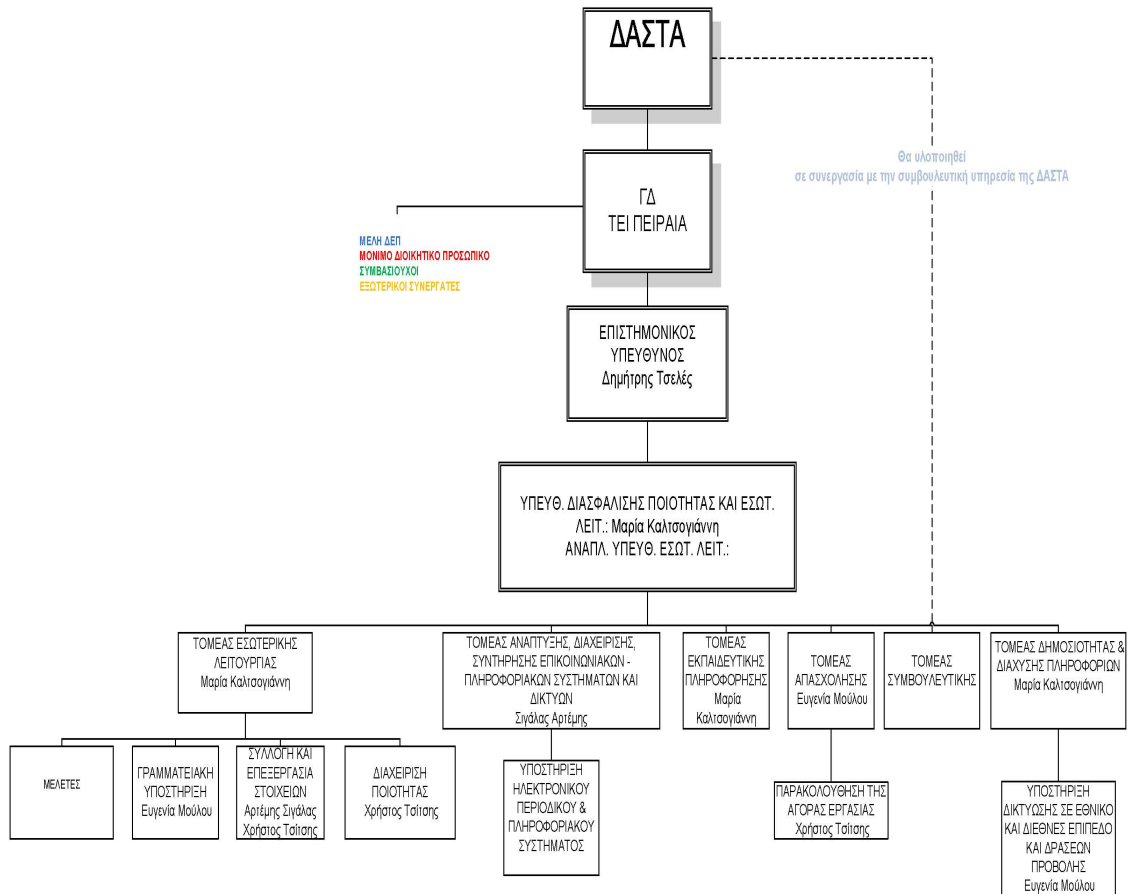 ΔΑΣΤΑ
Θα υλοποιηθεί
σε συνεργασία με την συμβουλευτική υπηρεσία της ΔΑΣΤΑ
ΓΔ
ΤΕΙ ΠΕΙΡΑΙΑ
ΜΕΛΗ ΔΕΠ
ΜΟΝΙΜΟ ΔΙΟΙΚΗΤΙΚΟ ΠΡΟΣΩΠΙΚΟ
ΣΥΜΒΑΣΙΟΥΧΟΙ
ΕΞΩΤΕΡΙΚΟΙ ΣΥΝΕΡΓΑΤΕΣ
ΕΠΙΣΤΗΜΟΝΙΚΟΣ
ΥΠΕΥΘΥΝΟΣ
Δημήτρης Τσελές
ΥΠΕΥΘ. ΔΙΑΣΦΑΛΙΣΗΣ ΠΟΙΟΤΗΤΑΣ ΚΑΙ ΕΣΩΤ.
ΛΕΙΤ.: Μαρία Καλτσογιάννη
ΑΝΑΠΛ. ΥΠΕΥΘ. ΕΣΩΤ. ΛΕΙΤ.:
ΤΟΜΕΑΣ ΕΣΩΤΕΡΙΚΗΣ
ΛΕΙΤΟΥΡΓΙΑΣ
Μαρία Καλτσογιάννη
ΤΟΜΕΑΣ ΑΝΑΠΤΥΞΗΣ, ΔΙΑΧΕΙΡΙΣΗΣ,
ΣΥΝΤΗΡΗΣΗΣ ΕΠΙΚΟΙΝΩΝΙΑΚΩΝ -
ΠΛΗΡΟΦΟΡΙΑΚΩΝ ΣΥΣΤΗΜΑΤΩΝ ΚΑΙ
ΔΙΚΤΥΩΝ
Σιγάλας Αρτέμης
ΤΟΜΕΑΣ
ΕΚΠΑΙΔΕΥΤΙΚΗΣ
ΠΛΗΡΟΦΟΡΗΣΗΣ
Μαρία
Καλτσογιάννη
ΤΟΜΕΑΣ
ΑΠΑΣΧΟΛΗΣΗΣ
Ευγενία Μούλου
ΤΟΜΕΑΣ
ΣΥΜΒΟΥΛΕΥΤΙΚΗΣ
ΤΟΜΕΑΣ ΔΗΜΟΣΙΟΤΗΤΑΣ &
ΔΙΑΧΥΣΗΣ ΠΛΗΡΟΦΟΡΙΩΝ
Μαρία Καλτσογιάννη
ΜΕΛΕΤΕΣ
ΓΡΑΜΜΑΤΕΙΑΚΗ
ΥΠΟΣΤΗΡΙΞΗ
Ευγενία Μούλου
ΣΥΛΛΟΓΗ ΚΑΙ
ΕΠΕΞΕΡΓΑΣΙΑ
ΣΤΟΙΧΕΙΩΝ
Αρτέμης Σιγάλας
Χρήστος Τσίτσης
ΔΙΑΧΕΙΡΙΣΗ
ΠΟΙΟΤΗΤΑΣ
Χρήστος Τσίτσης
ΥΠΟΣΤΗΡΙΞΗ
ΗΛΕΚΤΡΟΝΙΚΟΥ
ΠΕΡΙΟΔΙΚΟΥ &
ΠΛΗΡΟΦΟΡΙΑΚΟΥ
ΣΥΣΤΗΜΑΤΟΣ
ΠΑΡΑΚΟΛΟΥΘΗΣΗ ΤΗΣ
ΑΓΟΡΑΣ ΕΡΓΑΣΙΑΣ
Χρήστος Τσίτσης
ΥΠΟΣΤΗΡΙΞΗ
ΔΙΚΤΥΩΣΗΣ ΣΕ ΕΘΝΙΚΟ
ΚΑΙ ΔΙΕΘΝΕΣ ΕΠΙΠΕΔΟ
ΚΑΙ ΔΡΑΣΕΩΝ
ΠΡΟΒΟΛΗΣ
Ευγενία Μούλου